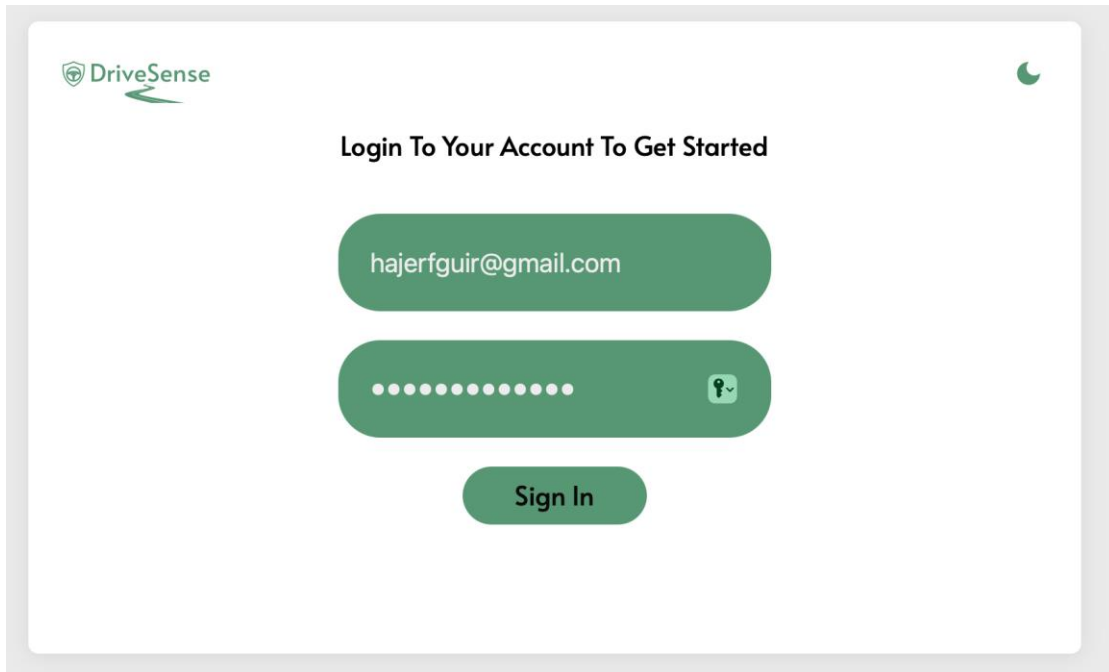 DriveSense
Login To Your Account To Get Started
hajerfguir@gmail.com
Sign In